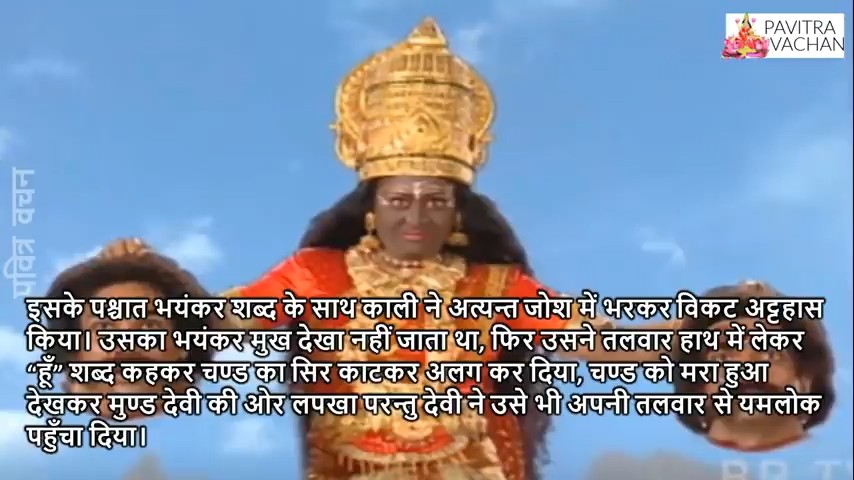 PAVITRA
VACHAN
पवित्र वचन
इसके पश्चात भयंकर शब्द के साथ काली ने अत्यन्त जोश में भरकर विकट अट्टहास
किया। उसका भयंकर मुख देखा नहीं जाता था, फिर उसने तलवार हाथ में लेकर
“हूँ” शब्द कहकर चण्ड का सिर काटकर अलग कर दिया, चण्ड को मरा हुआ
देखकर मुण्ड देवी की ओर लपखा परन्तु देवी ने उसे भी अपनी तलवार से यमलोक
पहुँचा दिया।